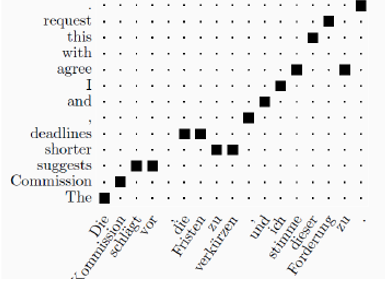 .
request
this
with
agree
I
and
,
deadlines
shorter
suggests
Commission
The
Die
Kommission
schlägt
vor
,
die
Fristen
zu
verkürzen
,
und
ich
stimme
dieser
Forderung
zu
.